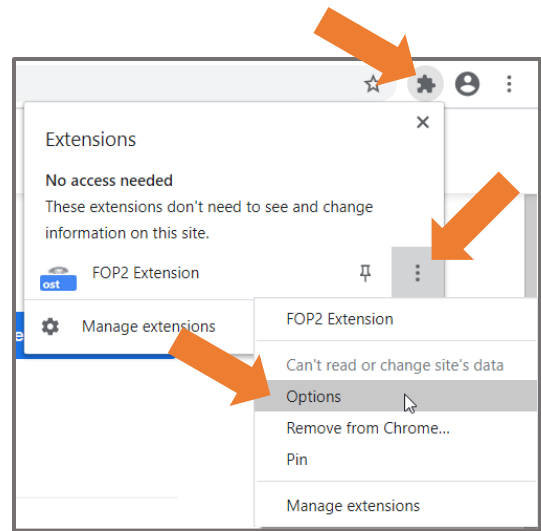 Extensions
No access needed
These extensions don't need to see and change
information on this site.
ost
FOP2 Extension
Manage extensions
e
FOP2 Extension
Can't read or change site's data
Options
Remove from Chrome...
Pin
Manage extensions